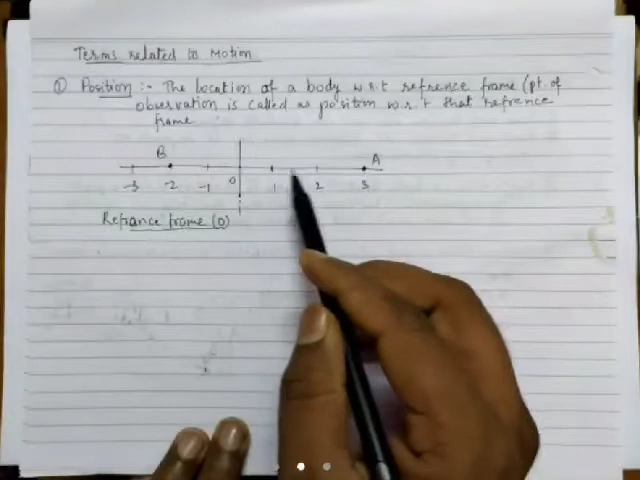 Terms related to Motion
① Position :- The location of a body w.r.t refrence frame (pt. of
observation is called as position w.r.t that refrence
frame
B A
-3 -2 -1 0 1 2 3
Refrance frame (0)